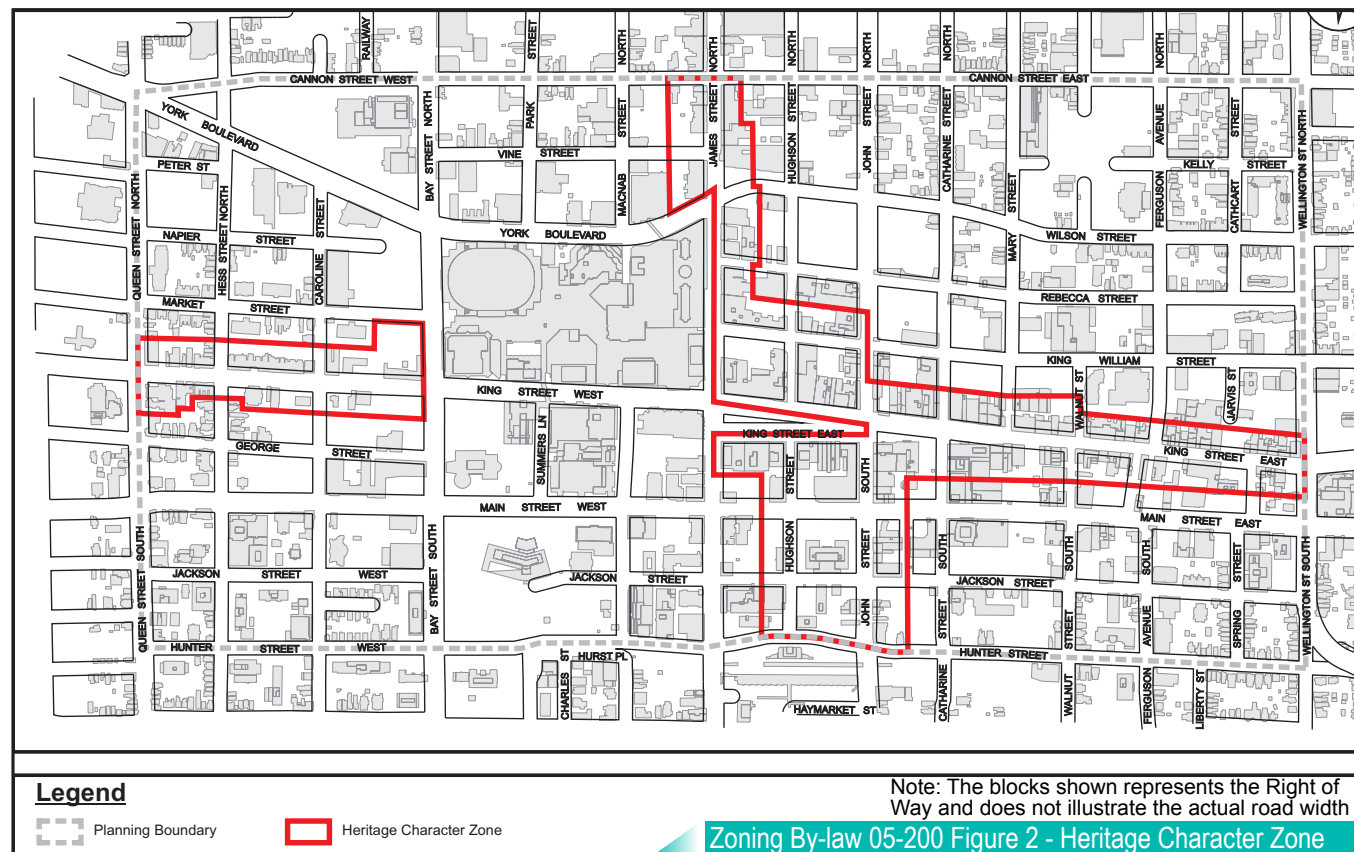 RAILWAY
STREET
NORTH
NORTH
NORTH
NORTH
NORTH
NORTH
STREET
CANNON STREET WEST
CANNON STREET EAST
YORK BOULEVARD
BAY STREET NORTH
PARK
STREET
MACNAB
JAMES STREET
HUGHSON STREET
JOHN STREET
CATHARINE STREET
AVENUE
FERGUSON
STREET
CATHCART
WELLINGTON ST NORTH
VINE STREET
KELLY STREET
PETER ST
QUEEN STREET NORTH
HESS STREET NORTH
STREET
CAROLINE
NAPIER STREET
YORK BOULEVARD
STREET
MARY
WILSON STREET
MARKET STREET
REBECCA STREET
KING WILLIAM STREET
KING STREET WEST
WALNUT ST
JARVIS ST
SUMMERS LN
KING STREET EAST
KING STREET EAST
GEORGE STREET
STREET
HUGHSON
SOUTH
STREET
JOHN
MAIN STREET WEST
MAIN STREET EAST
QUEEN STREET SOUTH
BAY STREET SOUTH
SOUTH
STREET
CATHARINE
SOUTH
STREET
WALNUT
SOUTH
AVENUE
FERGUSON
STREET
SPRING
WELLINGTON ST SOUTH
JACKSON STREET WEST
JACKSON STREET
JACKSON STREET
HUNTER STREET WEST
HURST PL
HUNTER STREET
CHARLES ST
HAYMARKET ST
LIBERTY ST
Legend
Planning Boundary
Heritage Character Zone
Note: The blocks shown represents the Right of
Way and does not illustrate the actual road width
Zoning By-law 05-200 Figure 2 - Heritage Character Zone